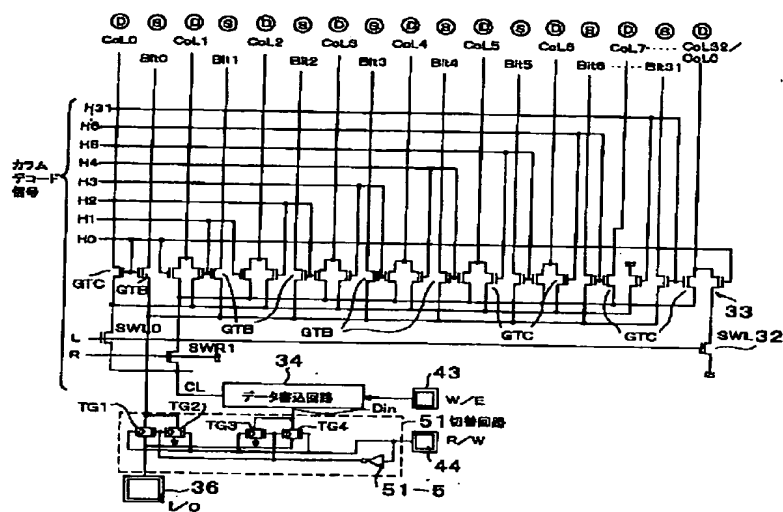 D S D S D S D S D S D S D S D S D
CoL0 CoL1 CoL2 CoL3 CoL4 CoL5 CoL6 CoL7 CoL32/
CoL0
Bit0 Bit1 Bit2 Bit3 Bit4 Bit5 Bit6 Bit31
H31
H6
H5
H4
H3
H2
H1
H0
カラム
デコード
信号
GTC GTB GTB GTB GTC GTC 33
L SWL0 SWL 32
R SWR1
CL 34 43
データ書込回路 W/E
Din
TG1 TG2 TG3 TG4 51 切替回路
R/W
44
51-5
36
I/O